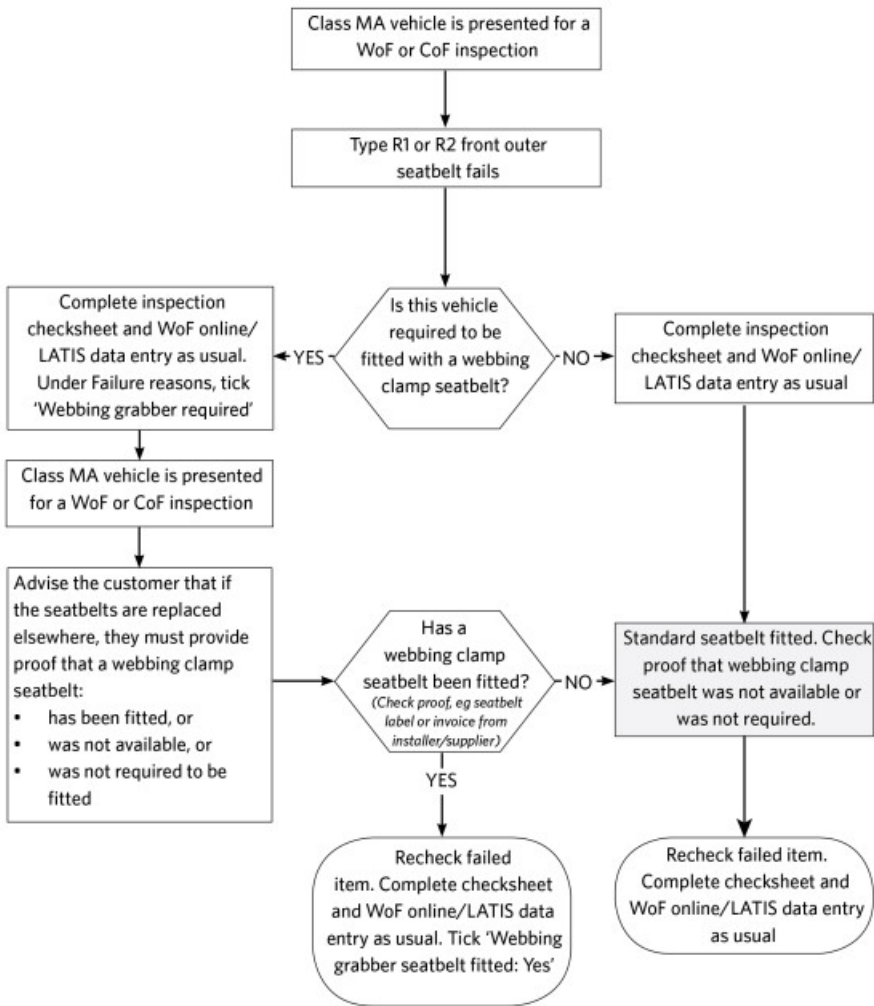 Class MA vehicle is presented for a
WoF or CoF inspection
Type R1 or R2 front outer
seatbelt fails
Is this vehicle
required to be
fitted with a webbing
clamp seatbelt?
YES
NO
Complete inspection
checksheet and WoF online/
LATIS data entry as usual.
Under Failure reasons, tick
‘Webbing grabber required’
Complete inspection
checksheet and WoF online/
LATIS data entry as usual
Class MA vehicle is presented
for a WoF or CoF inspection
Advise the customer that if
the seatbelts are replaced
elsewhere, they must provide
proof that a webbing clamp
seatbelt:
• has been fitted, or
• was not available, or
• was not required to be
fitted
Has a
webbing clamp
seatbelt been fitted?
(Check proof, eg seatbelt
label or invoice from
installer/supplier)
NO
YES
Standard seatbelt fitted. Check
proof that webbing clamp
seatbelt was not available or
was not required.
Recheck failed
item. Complete checksheet
and WoF online/LATIS data
entry as usual. Tick ‘Webbing
grabber seatbelt fitted: Yes’
Recheck failed item.
Complete checksheet and
WoF online/LATIS data entry
as usual